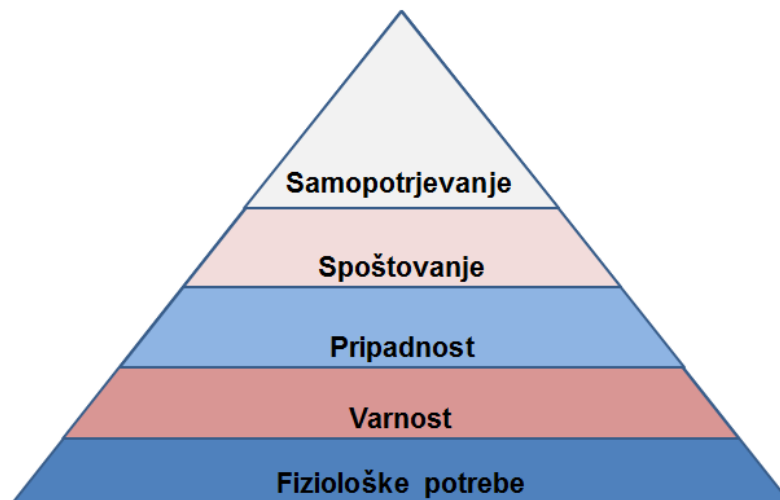 Samopotrjevanje
Spoštovanje
Pripadnost
Varnost
Fiziološke potrebe